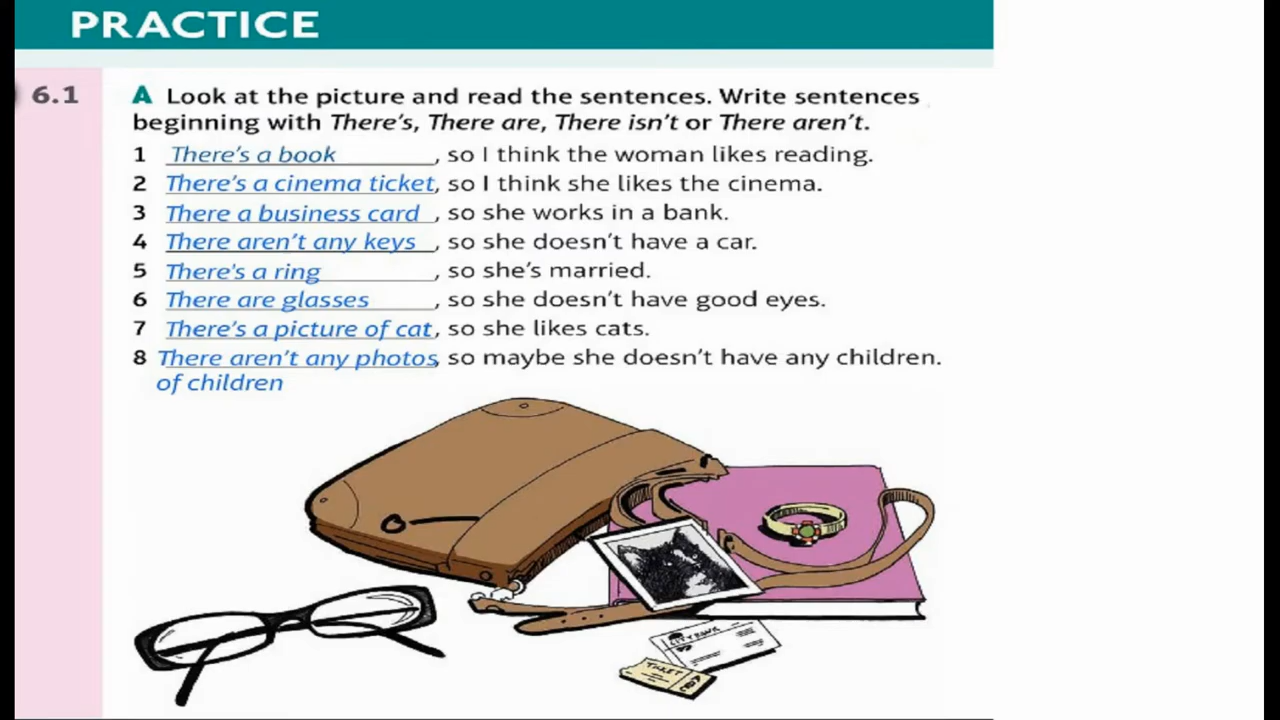 PRACTICE
6.1
A Look at the picture and read the sentences. Write sentences
beginning with There's, There are, There isn't or There aren't.
1 There's a book, so I think the woman likes reading.
2 There's a cinema ticket, so I think she likes the cinema.
3 There a business card, so she works in a bank.
4 There aren't any keys, so she doesn't have a car.
5 There's a ring, so she's married.
6 There are glasses, so she doesn't have good eyes.
7 There's a picture of cat, so she likes cats.
8 There aren't any photos, so maybe she doesn't have any children.
of children
CITY BANK
TICKET